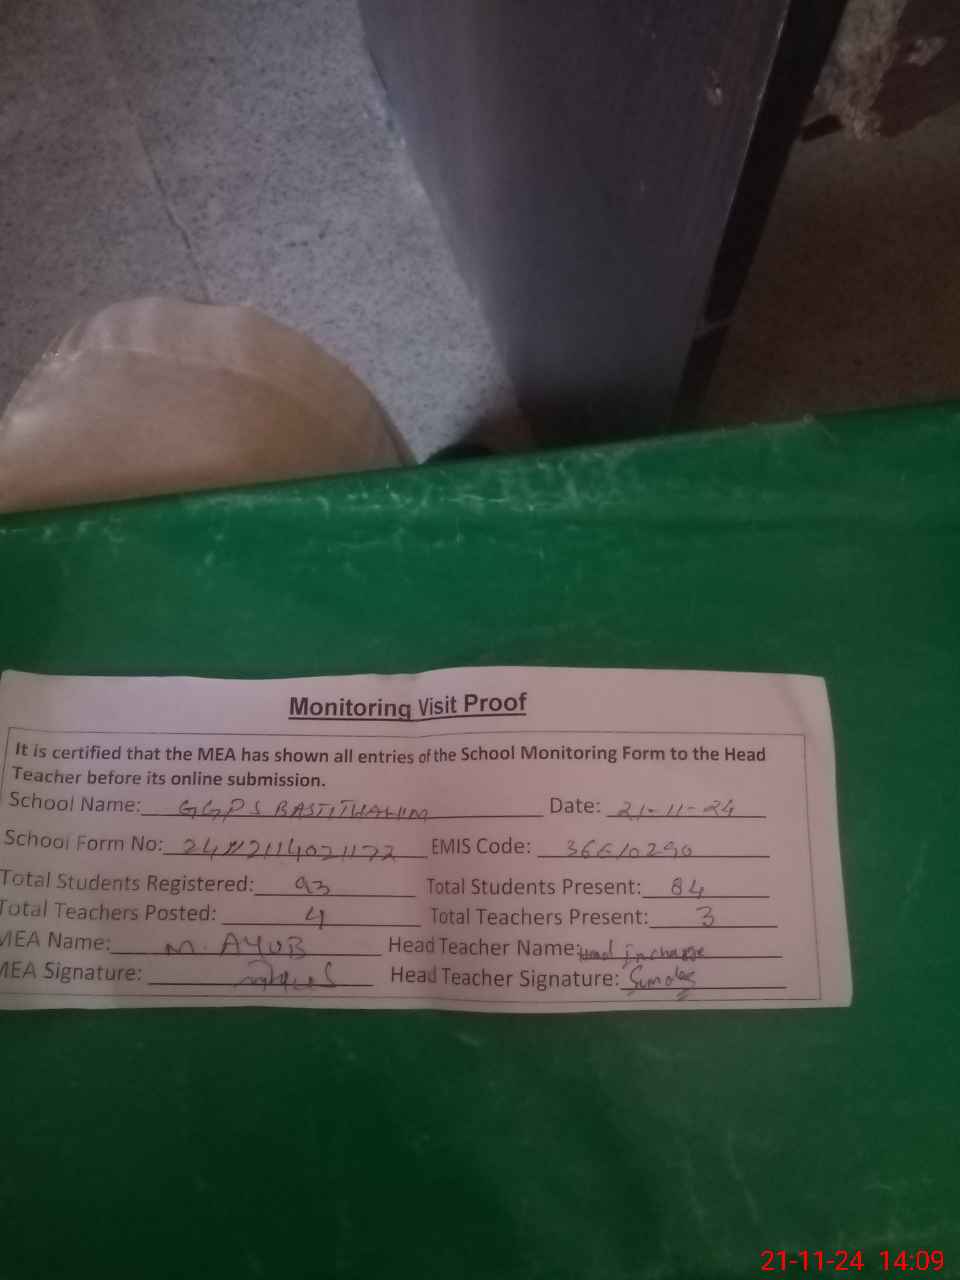 Monitoring Visit Proof
It is certified that the MEA has shown all entries of the School Monitoring Form to the Head
Teacher before its online submission.
School Name: GGPS BASTI Date: 21-11-24
School Form No: EMIS Code: 36610290
Total Students Registered: 93 Total Students Present: 84
Total Teachers Posted: 4 Total Teachers Present: 3
MEA Name: M. AYUB Head Teacher Name: incharge
MEA Signature: Head Teacher Signature:
21-11-24 14:09